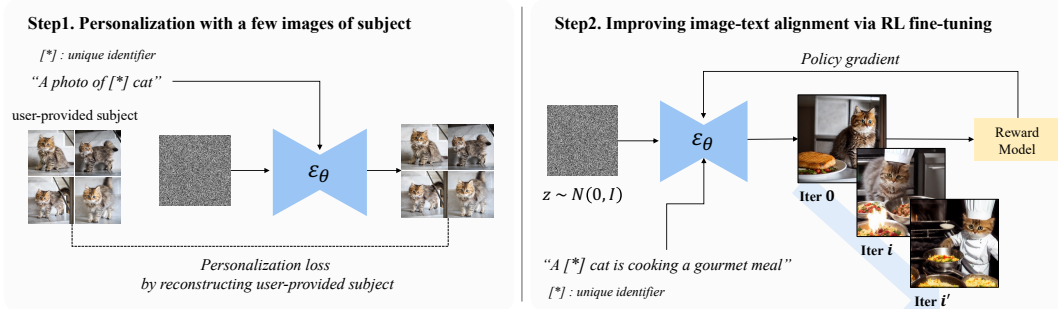 Step1. Personalization with a few images of subject
[*] : unique identifier
“A photo of [*] cat”
user-provided subject
ε_θ
Personalization loss
by reconstructing user-provided subject
Step2. Improving image-text alignment via RL fine-tuning
Policy gradient
ε_θ
Reward
Model
z ~ N(0, I)
Iter 0
Iter i
Iter i′
“A [*] cat is cooking a gourmet meal”
[*] : unique identifier